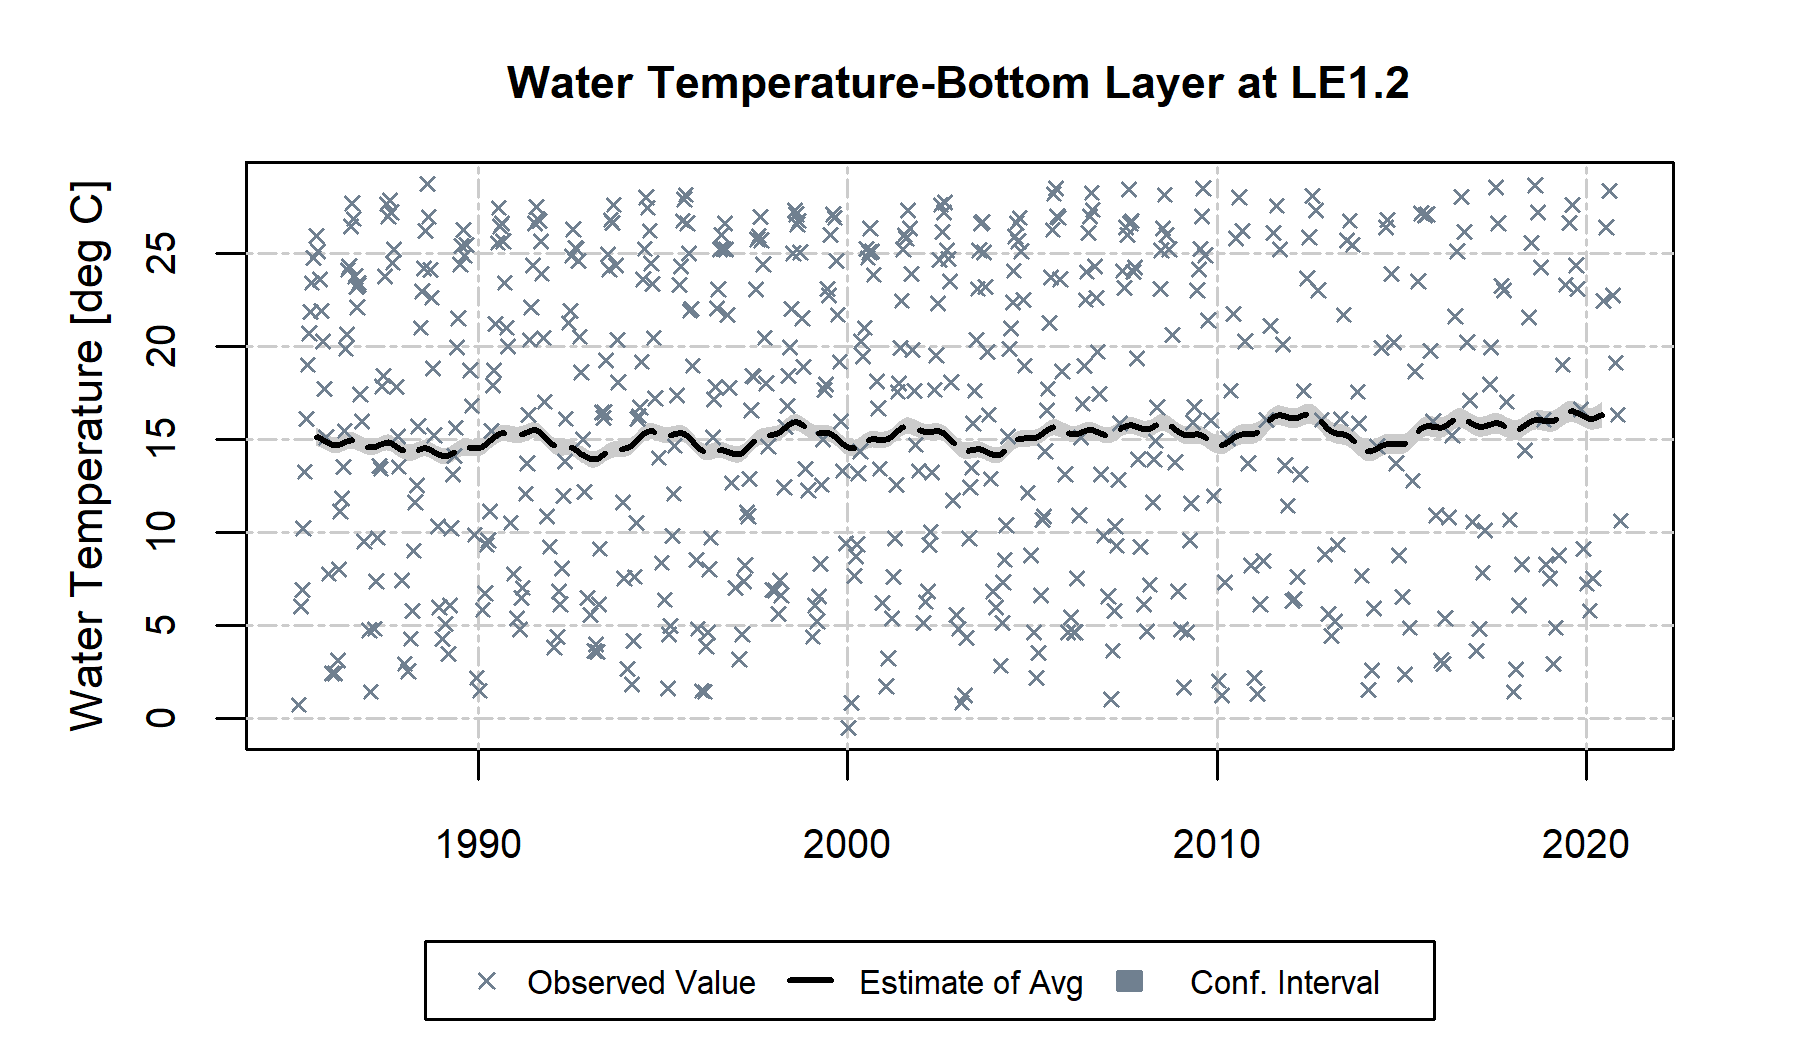 Water Temperature-Bottom Layer at LE1.2
Water Temperature [deg C]
25
20
15
10
5
0
1990 2000 2010 2020
Observed Value Estimate of Avg Conf. Interval